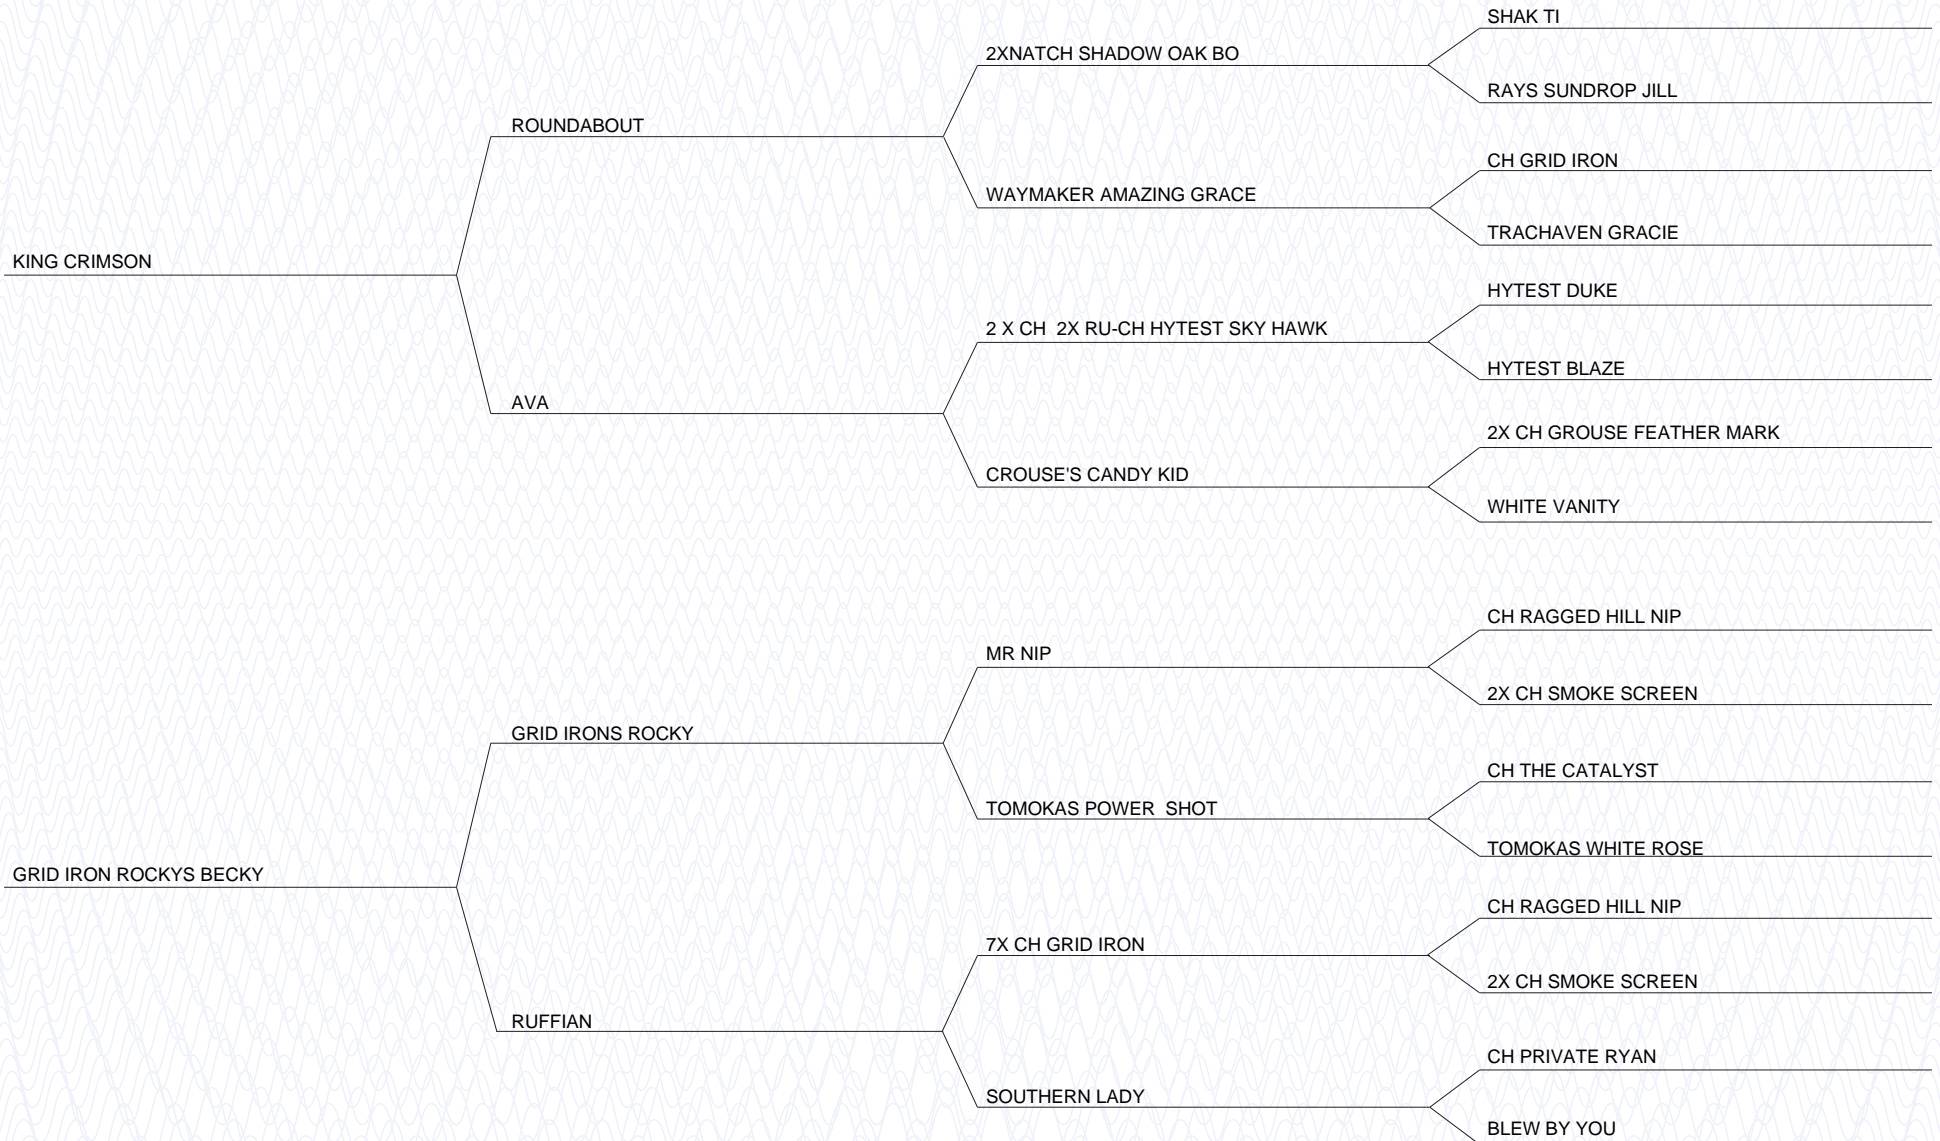 SHAK TI
2XNATCH SHADOW OAK BO
RAYS SUNDROP JILL
ROUNDABOUT
CH GRID IRON
WAYMAKER AMAZING GRACE
TRACHAVEN GRACIE
KING CRIMSON
HYTEST DUKE
2 X CH  2X RU-CH HYTEST SKY HAWK
HYTEST BLAZE
AVA
2X CH GROUSE FEATHER MARK
CROUSE'S CANDY KID
WHITE VANITY
CH RAGGED HILL NIP
MR NIP
2X CH SMOKE SCREEN
GRID IRONS ROCKY
CH THE CATALYST
TOMOKAS POWER  SHOT
TOMOKAS WHITE ROSE
GRID IRON ROCKYS BECKY
CH RAGGED HILL NIP
7X CH GRID IRON
2X CH SMOKE SCREEN
RUFFIAN
CH PRIVATE RYAN
SOUTHERN LADY
BLEW BY YOU